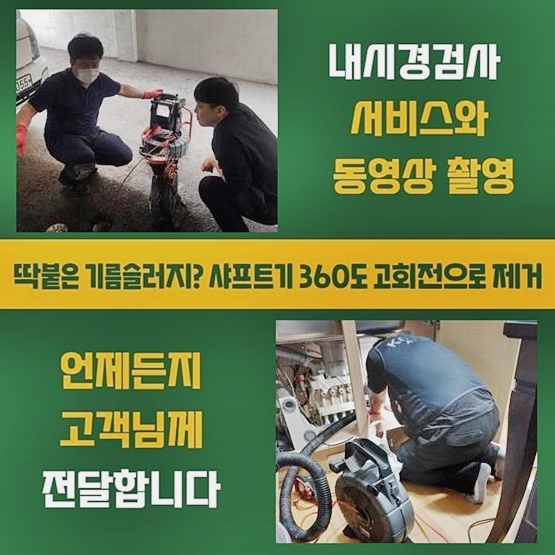 내시경검사
서비스와
동영상 촬영
딱붙은 기름슬러지? 샤프트기 360도 고회전으로 제거
언제든지
고객님께
전달합니다